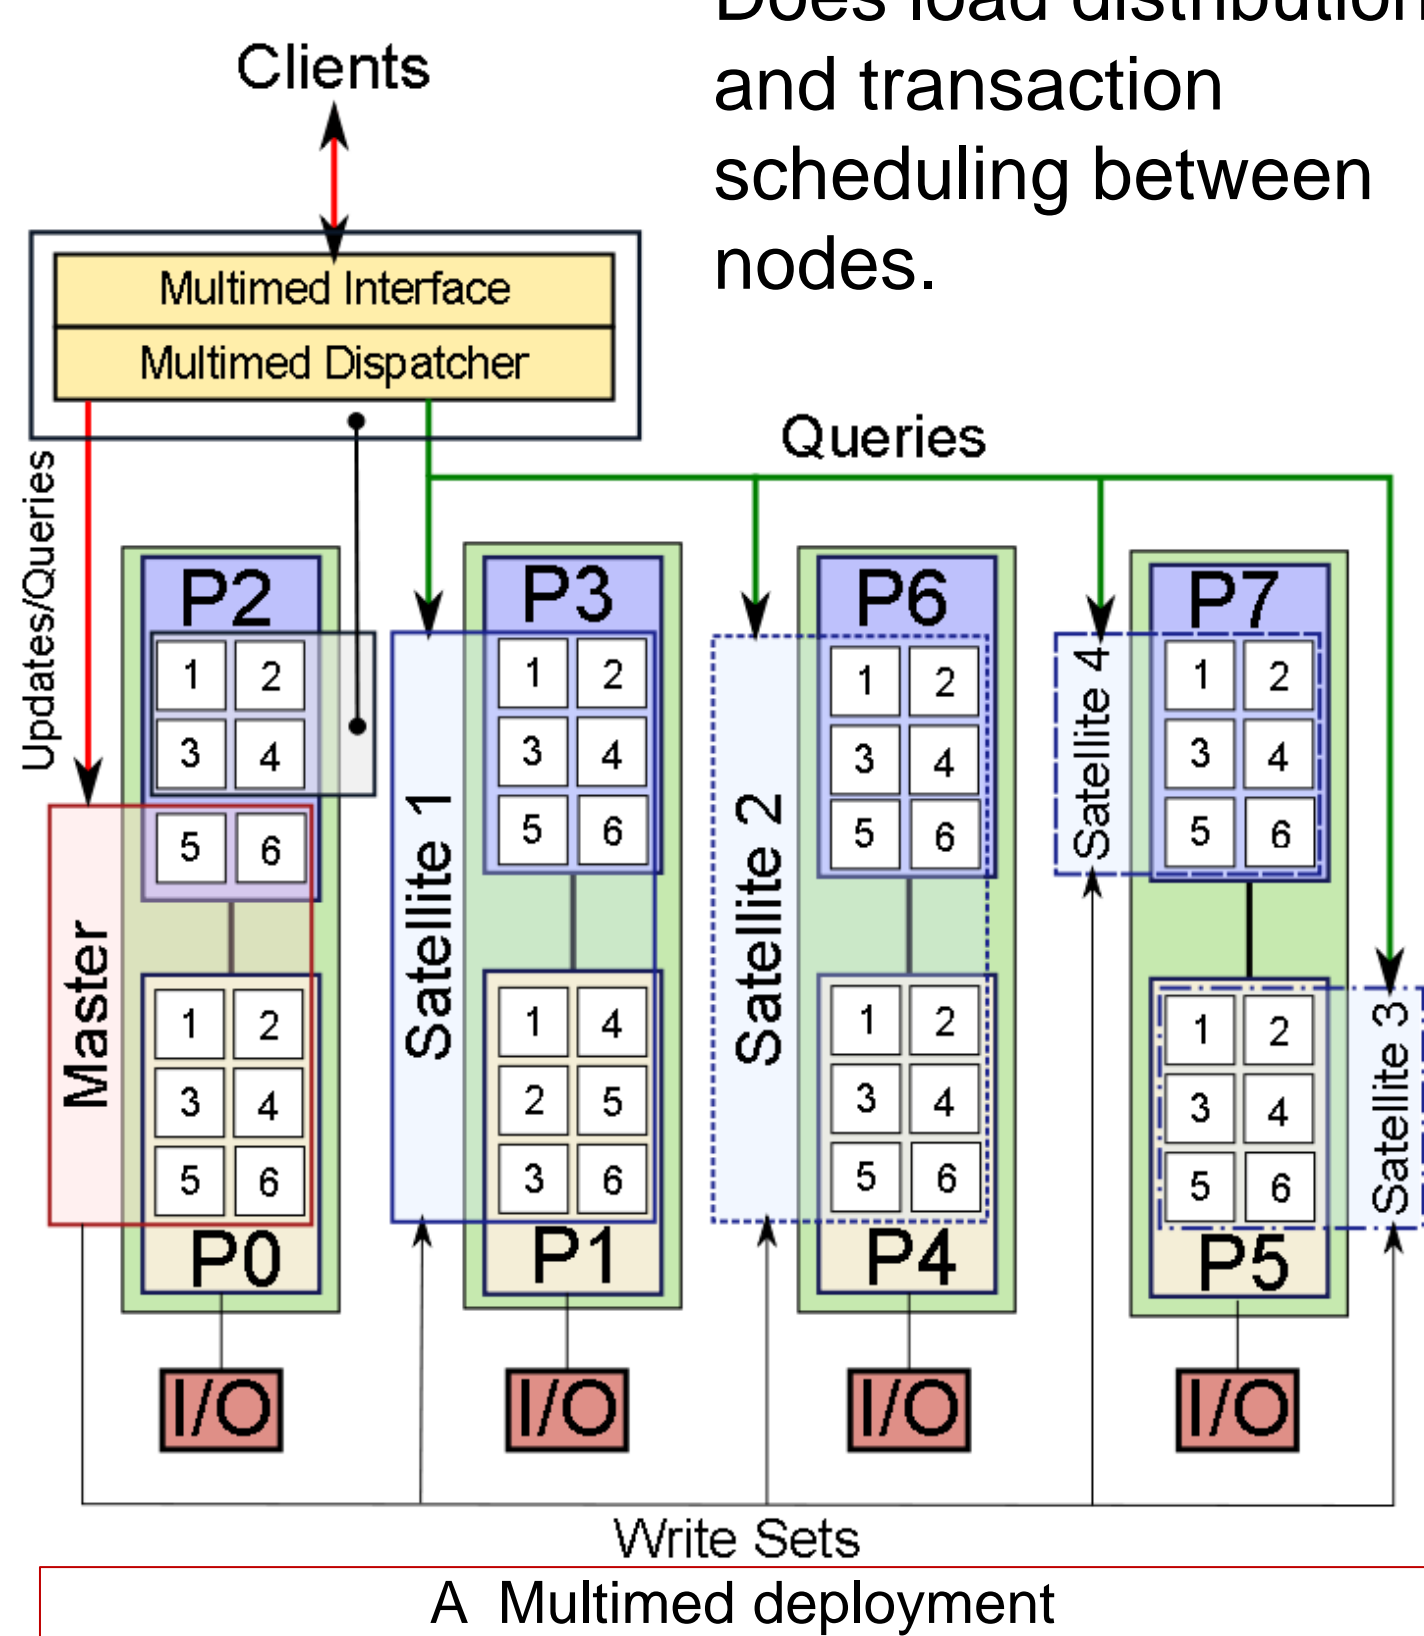 Does load distribution
and transaction
scheduling between
nodes.
Clients
Multimed Interface
Multimed Dispatcher
Queries
Updates/Queries
P2
1 2
3 4
5 6
Master
1 2
3 4
5 6
P0
I/O
P3
1 2
3 4
5 6
Satellite 1
1 4
2 5
3 6
P1
I/O
P6
1 2
3 4
5 6
Satellite 2
1 2
3 4
5 6
P4
I/O
P7
1 2
3 4
5 6
Satellite 4
1 2
3 4
5 6
Satellite 3
P5
I/O
Write Sets
A Multimed deployment